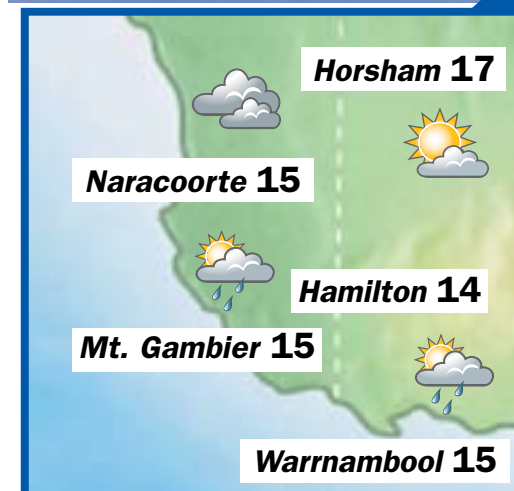 Horsham 17
Naracoorte 15
Hamilton 14
Mt. Gambier 15
Warrnambool 15